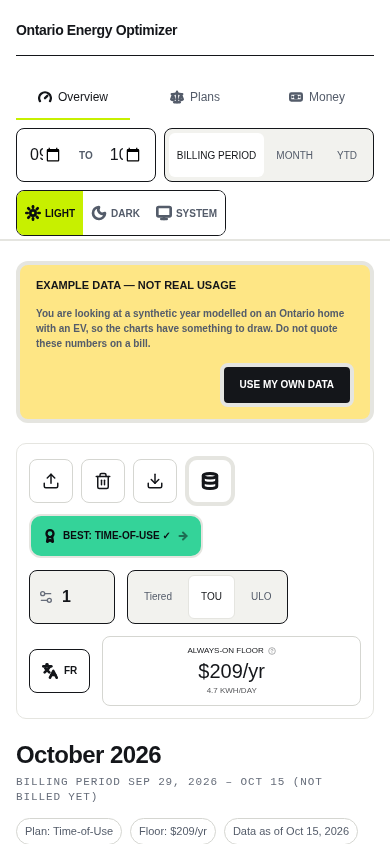 Ontario Energy Optimizer
Overview
Plans
Money
TO
BILLING PERIOD
MONTH
YTD
LIGHT
DARK
SYSTEM
EXAMPLE DATA — NOT REAL USAGE
You are looking at a synthetic year modelled on an Ontario home
with an EV, so the charts have something to draw. Do not quote
these numbers on a bill.
USE MY OWN DATA
BEST: TIME-OF-USE ✓
1
Tiered
TOU
ULO
FR
ALWAYS-ON FLOOR
$209/yr
4.7 KWH/DAY
October 2026
BILLING PERIOD SEP 29, 2026 – OCT 15 (NOT
BILLED YET)
Plan: Time-of-Use
Floor: $209/yr
Data as of Oct 15, 2026